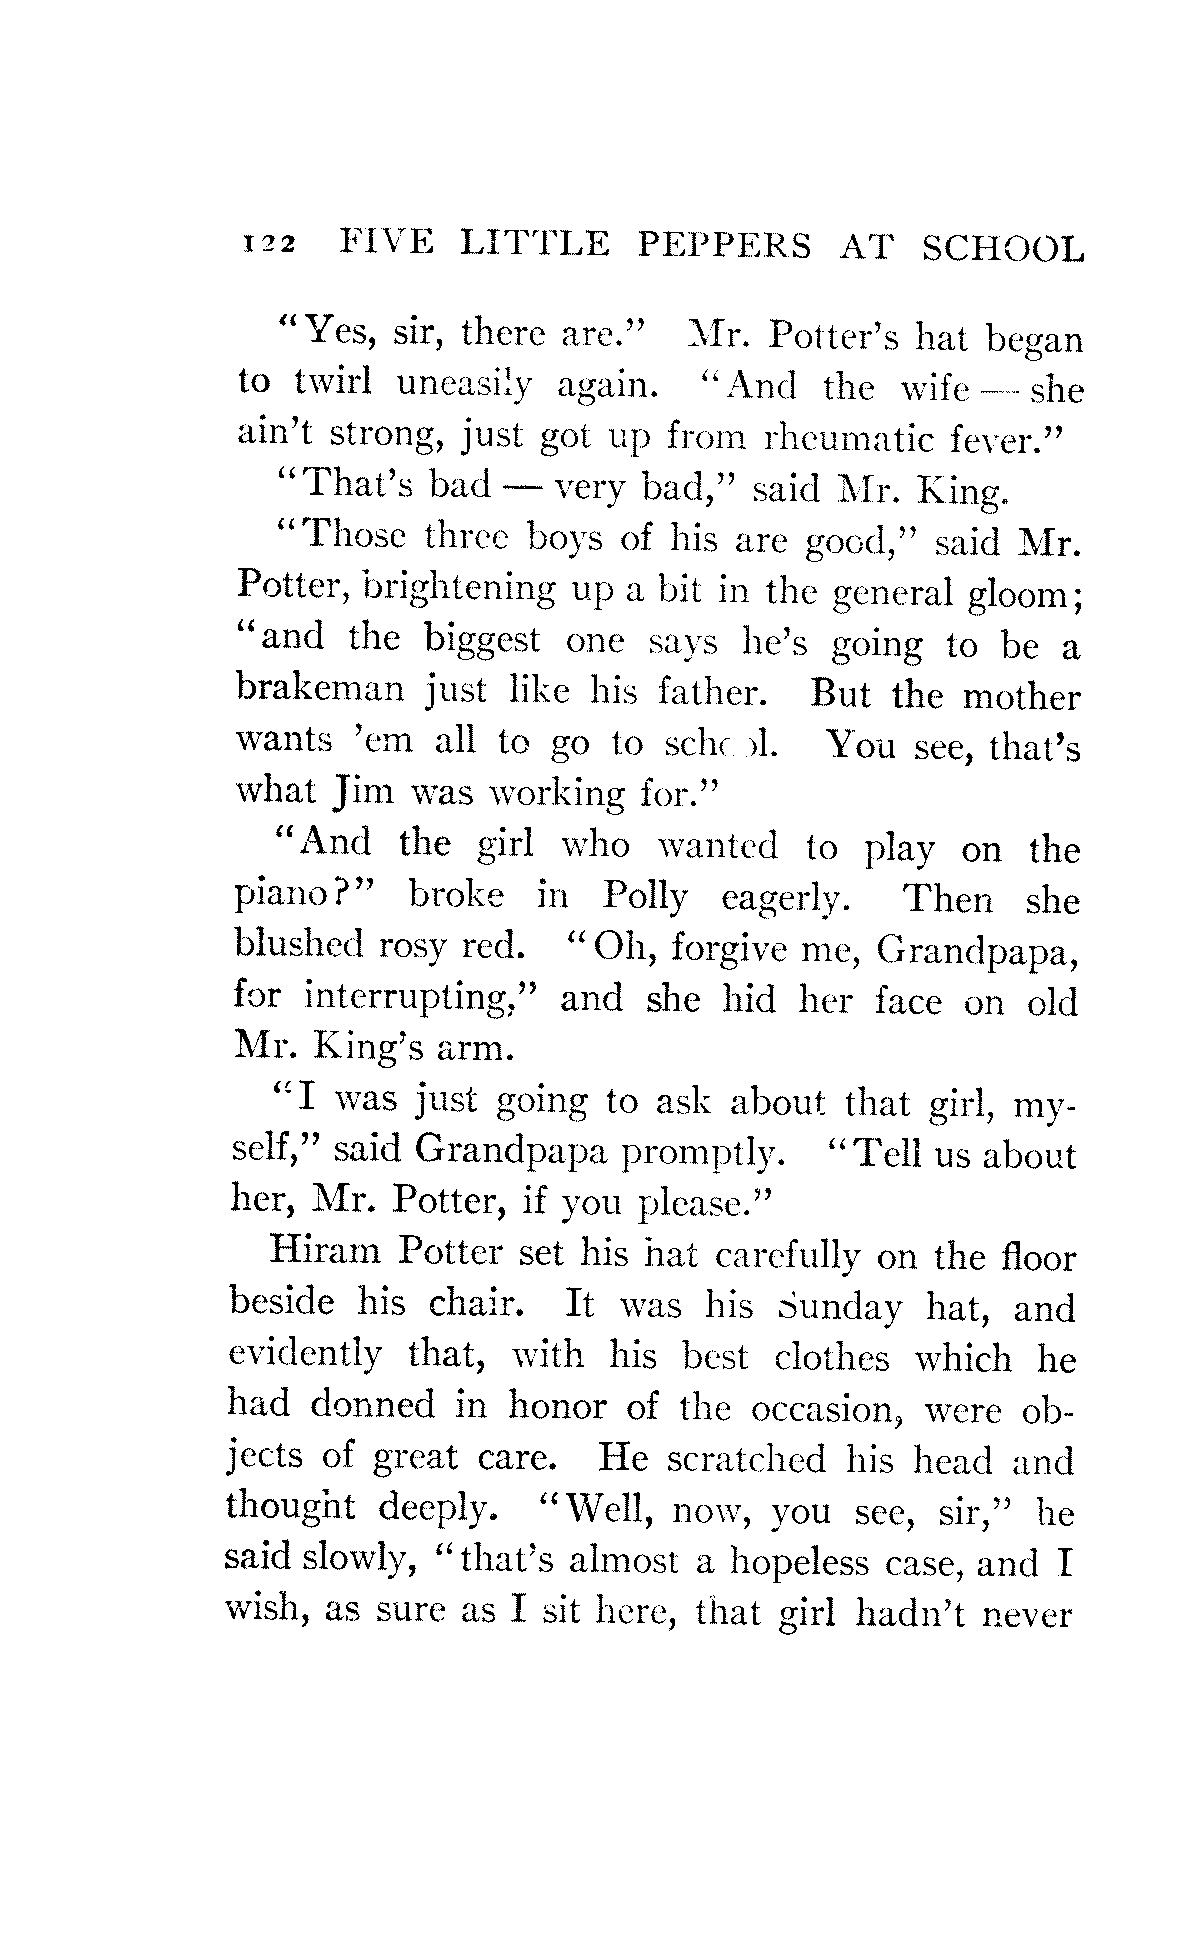 122 FIVE LITTLE PEPPERS AT SCHOOL
"Yes, sir, there are." Mr. Potter's hat began
to twirl uneasily again. "And the wife — she
ain't strong, just got up from rheumatic fever."
"That's bad — very bad," said Mr. King.
"Those three boys of his are good," said Mr.
Potter, brightening up a bit in the general gloom;
"and the biggest one says he's going to be a
brakeman just like his father. But the mother
wants 'em all to go to school. You see, that's
what Jim was working for."
"And the girl who wanted to play on the
piano?" broke in Polly eagerly. Then she
blushed rosy red. "Oh, forgive me, Grandpapa,
for interrupting," and she hid her face on old
Mr. King's arm.
"I was just going to ask about that girl, my-
self," said Grandpapa promptly. "Tell us about
her, Mr. Potter, if you please."
Hiram Potter set his hat carefully on the floor
beside his chair. It was his Sunday hat, and
evidently that, with his best clothes which he
had donned in honor of the occasion, were ob-
jects of great care. He scratched his head and
thought deeply. "Well, now, you see, sir," he
said slowly, "that's almost a hopeless case, and I
wish, as sure as I sit here, that girl hadn't never